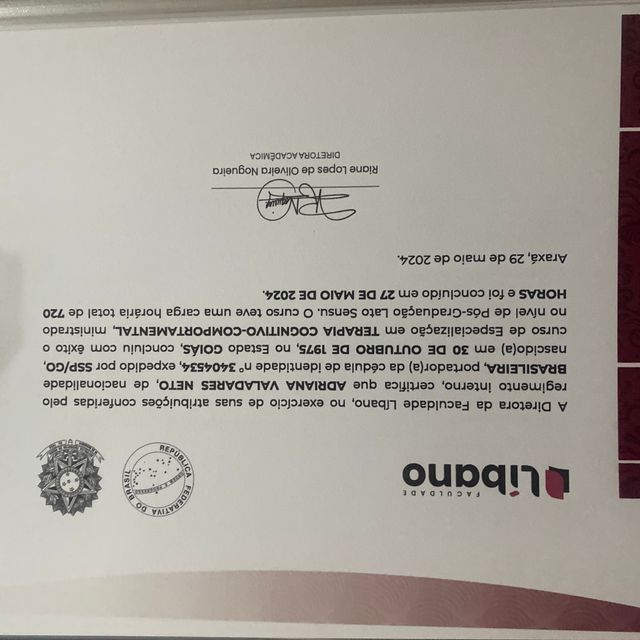 FACULDADE
Líbano
REPÚBLICA FEDERATIVA DO BRASIL
A Diretora da Faculdade Líbano, no exercício de suas atribuições conferidas pelo
regimento interno, certifica que ADRIANA VALADARES NETO, de nacionalidade
BRASILEIRA, portador(a) da cédula de identidade nº 3404534, expedido por SSP/CO,
nascido(a) em 30 DE OUTUBRO DE 1975, no Estado GOIÁS, concluiu com êxito o
curso de Especialização em TERAPIA COGNITIVO-COMPORTAMENTAL, ministrado
no nível de Pós-Graduação Lato Sensu. O curso teve uma carga horária total de 720
HORAS e foi concluído em 27 DE MAIO DE 2024.
Araxá, 29 de maio de 2024.
Riane Lopes de Oliveira Nogueira
DIRETORA ACADÊMICA